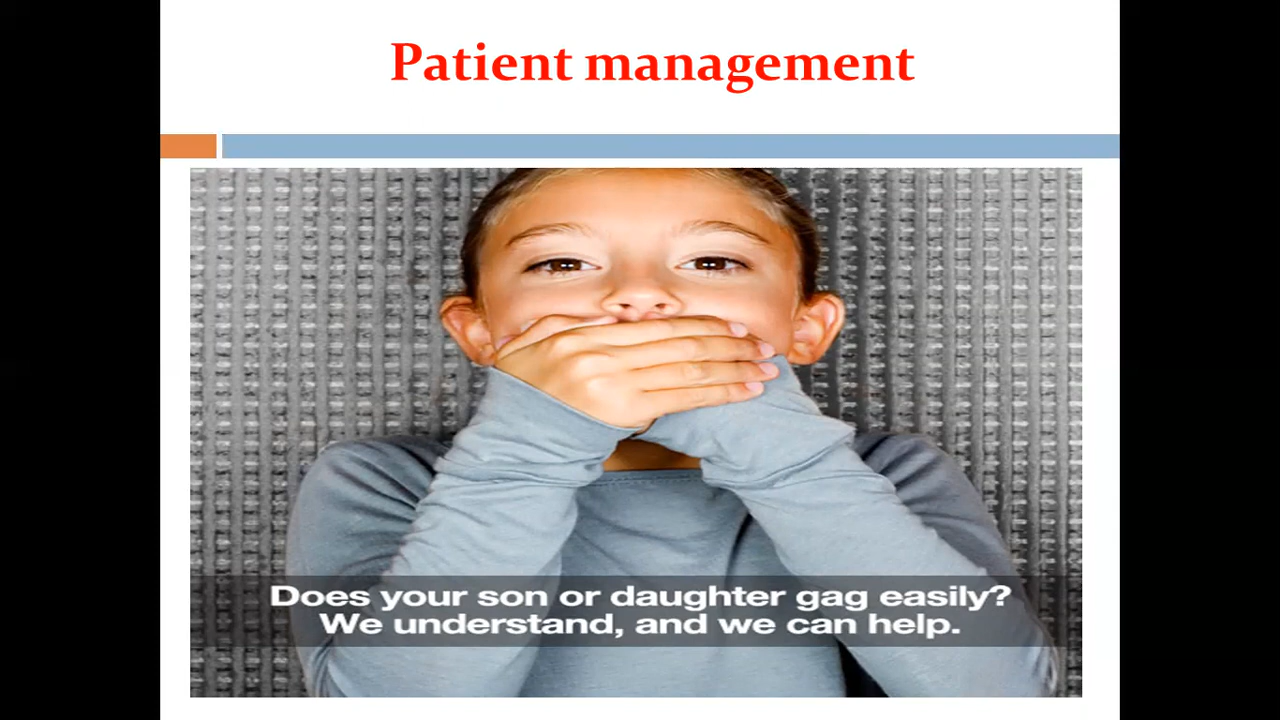 Patient management
Does your son or daughter gag easily?
We understand, and we can help.